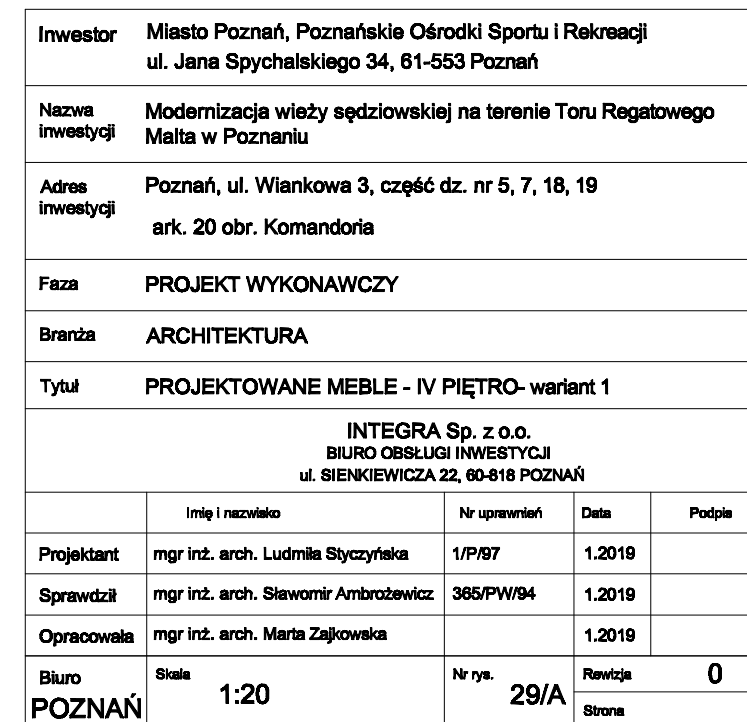 Inwestor Miasto Poznań, Poznańskie Ośrodki Sportu i Rekreacji
ul. Jana Spychalskiego 34, 61-553 Poznań
Nazwa inwestycji Modernizacja wieży sędziowskiej na terenie Toru Regatowego
Malta w Poznaniu
Adres inwestycji Poznań, ul. Wiankowa 3, część dz. nr 5, 7, 18, 19
ark. 20 obr. Komandoria
Faza PROJEKT WYKONAWCZY
Branża ARCHITEKTURA
Tytuł PROJEKTOWANE MEBLE - IV PIĘTRO- wariant 1
INTEGRA Sp. z o.o.
BIURO OBSŁUGI INWESTYCJI
ul. SIENKIEWICZA 22, 60-818 POZNAŃ
Imię i nazwisko Nr uprawnień Data Podpis
Projektant mgr inż. arch. Ludmiła Styczyńska 1/P/97 1.2019
Sprawdził mgr inż. arch. Sławomir Ambrożewicz 365/PW/94 1.2019
Opracowała mgr inż. arch. Marta Zajkowska 1.2019
Biuro Skala Nr rys. Rewizja 0
POZNAŃ 1:20 29/A Strona